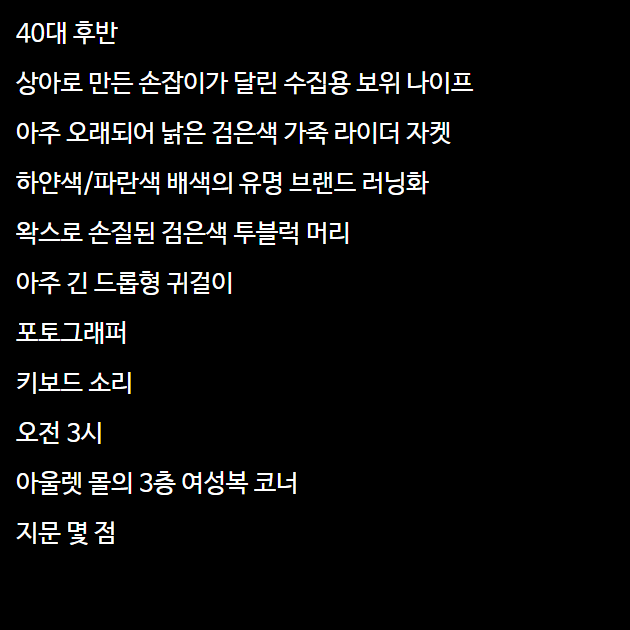 40대 후반
상아로 만든 손잡이가 달린 수집용 보위 나이프
아주 오래되어 낡은 검은색 가죽 라이더 자켓
하얀색/파란색 배색의 유명 브랜드 러닝화
왁스로 손질된 검은색 투블럭 머리
아주 긴 드롭형 귀걸이
포토그래퍼
키보드 소리
오전 3시
아울렛 몰의 3층 여성복 코너
지문 몇 점